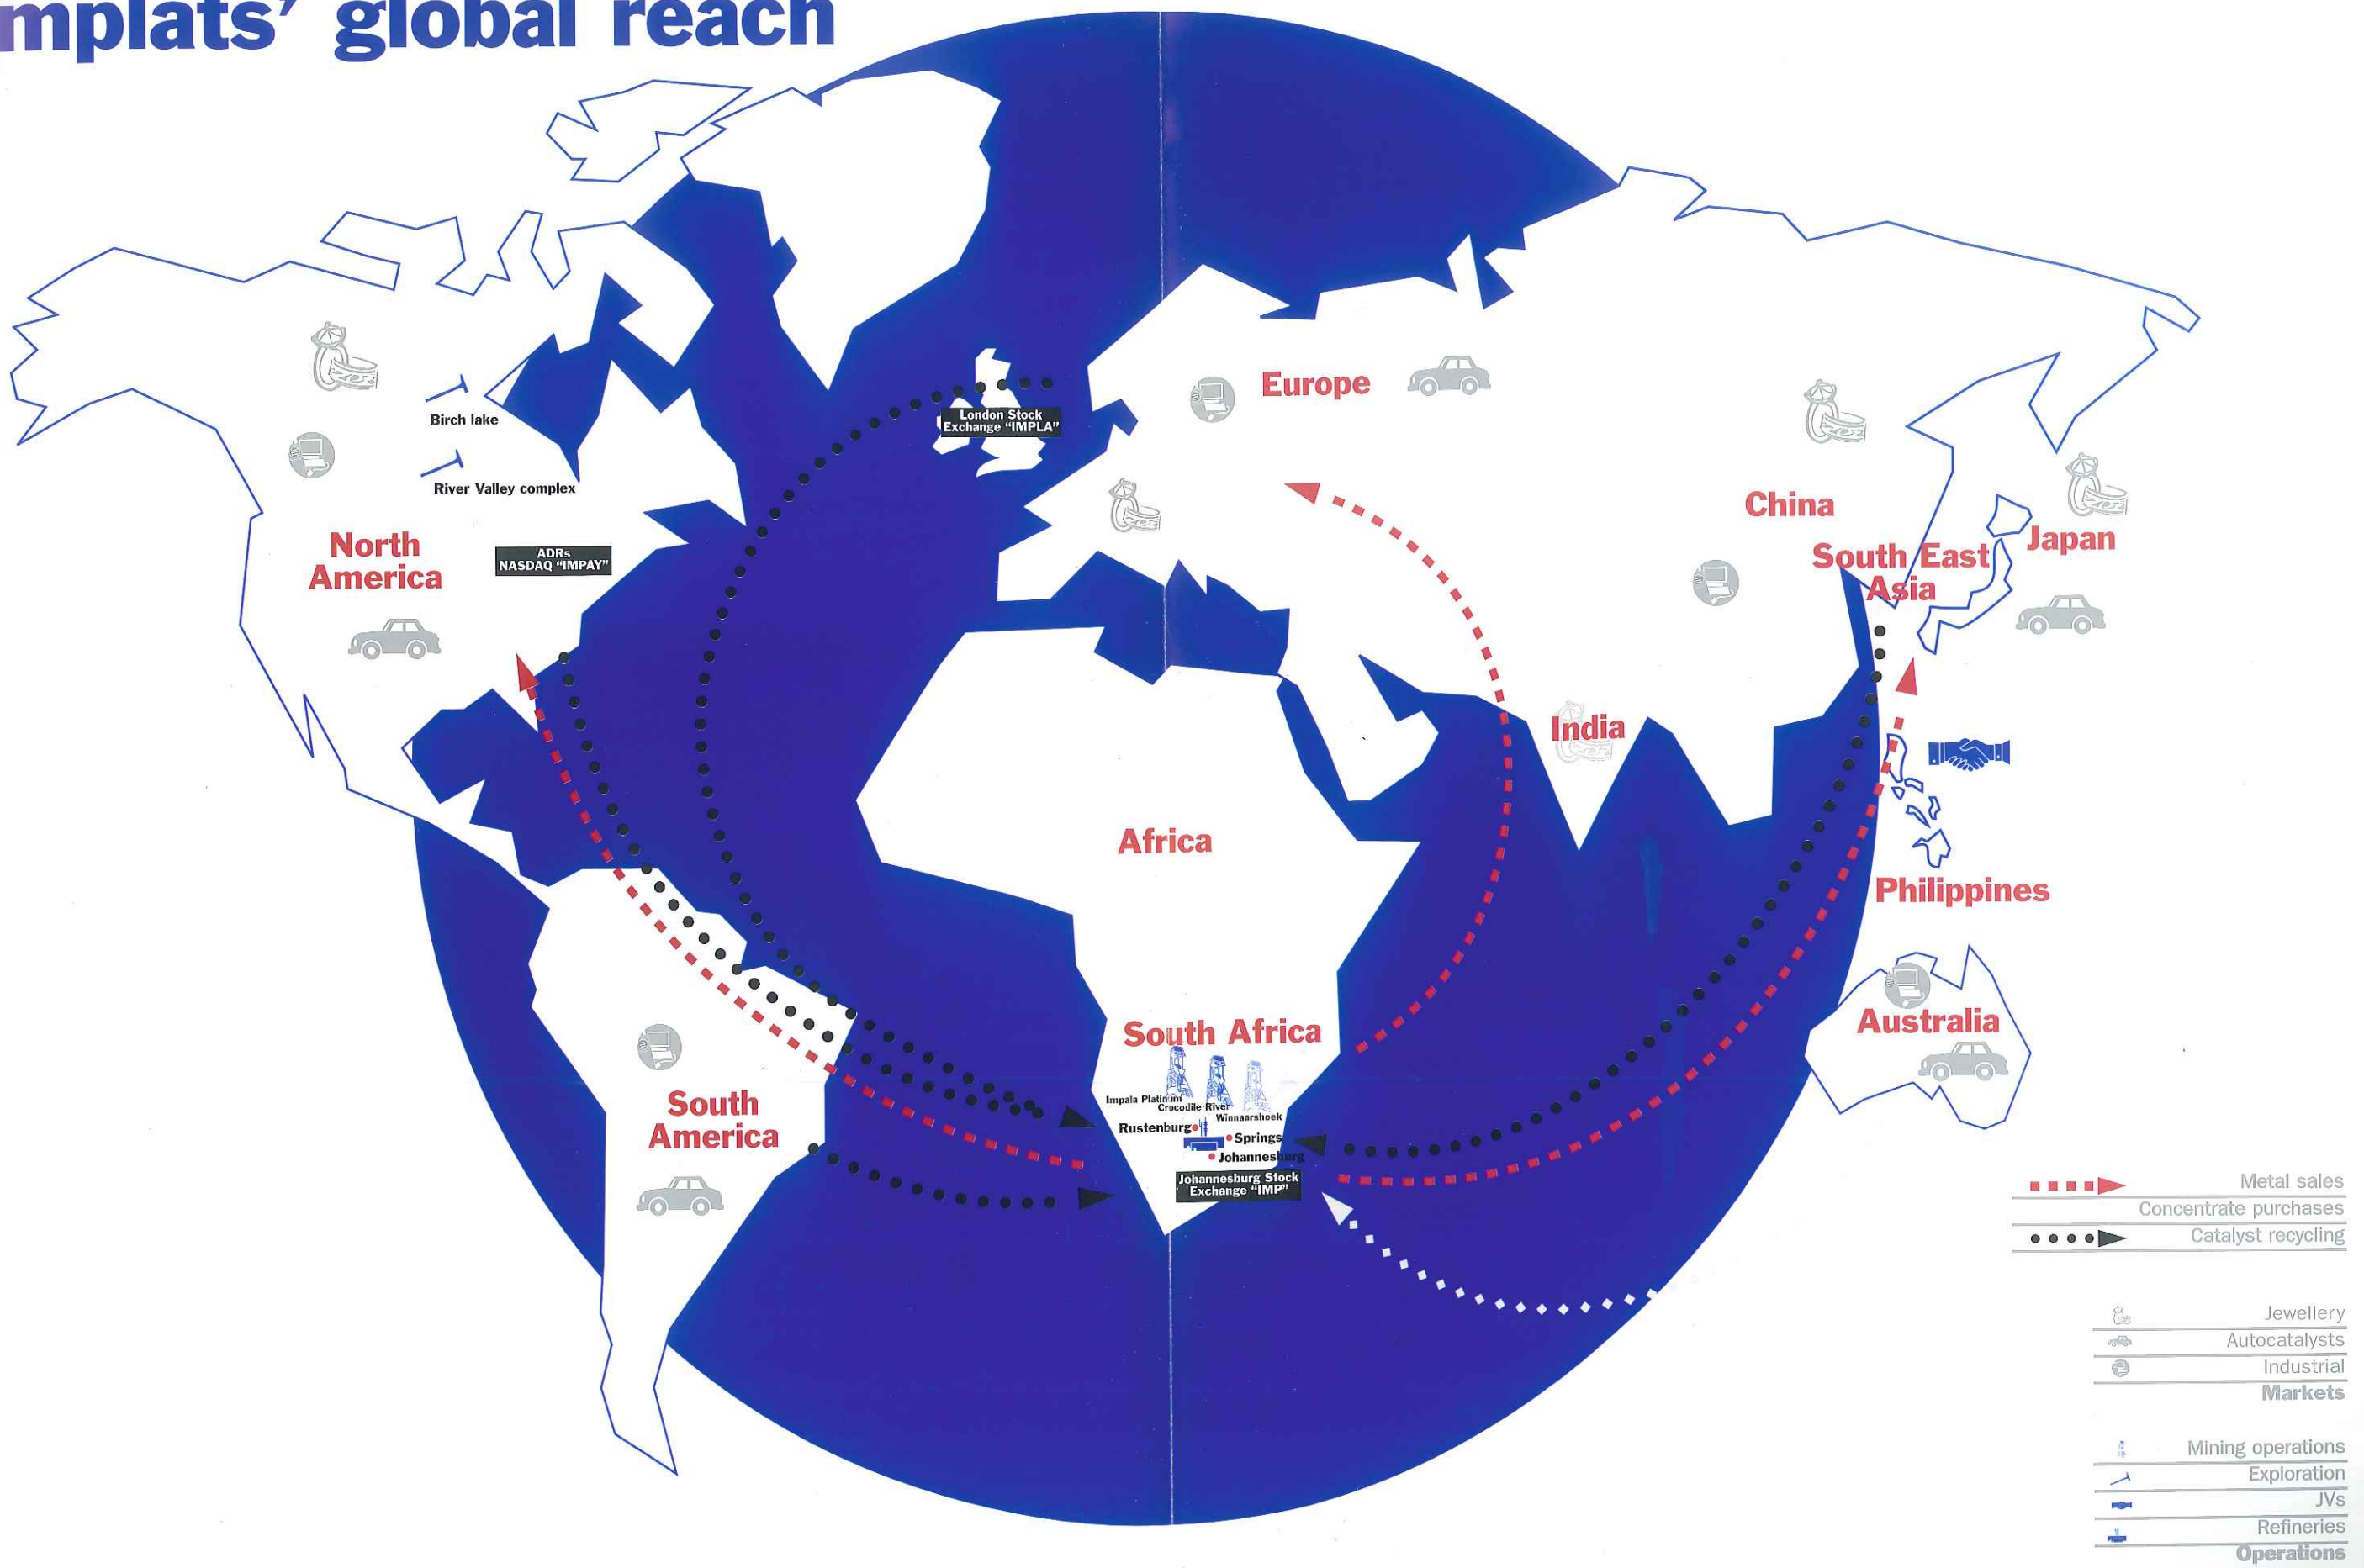 mplats' global reach
Birch lake
River Valley complex
North
America
ADRs
NASDAQ “IMPAY”
London Stock
Exchange “IMPLA”
Europe
China
South East
Asia
Japan
India
Africa
Philippines
Australia
South Africa
Impala Platinum
Crocodile River
Winnaarshoek
Rustenburg
Springs
Johannesburg
Johannesburg Stock
Exchange “IMP”
South
America
Metal sales
Concentrate purchases
Catalyst recycling
Jewellery
Autocatalysts
Industrial
Markets
Mining operations
Exploration
JVs
Refineries
Operations